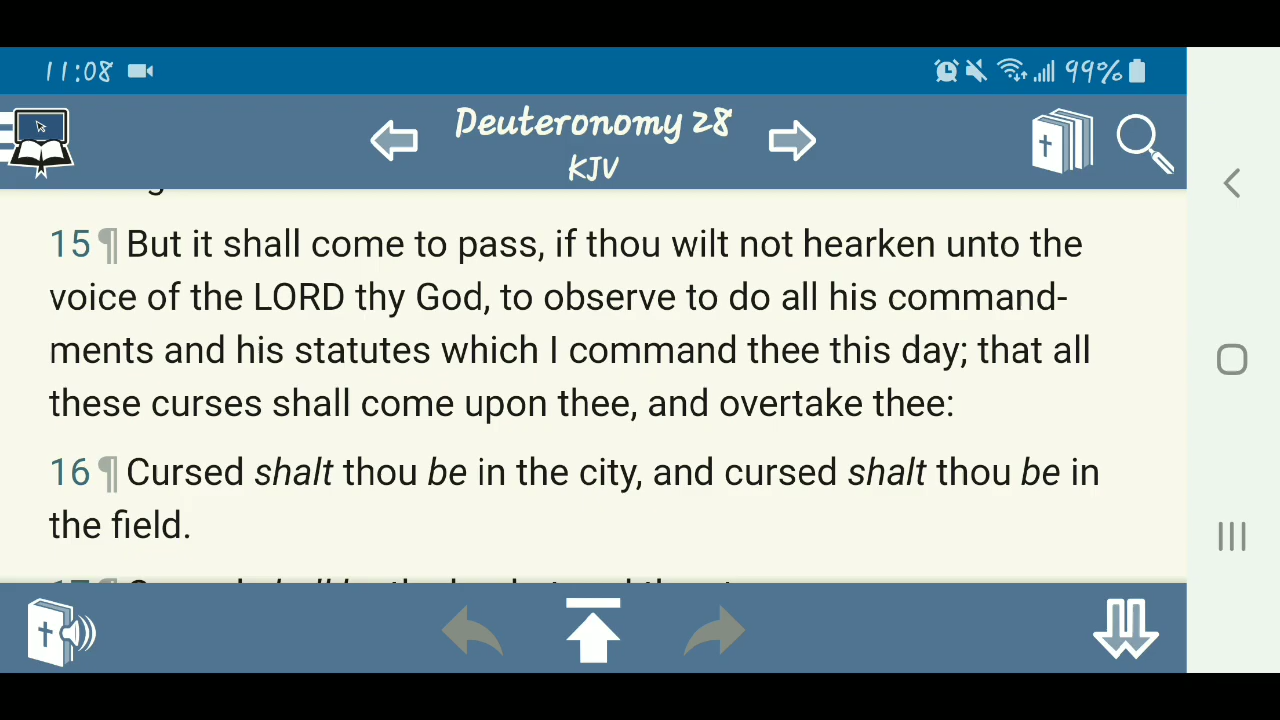 11:08
99%
Deuteronomy 28
KJV
15 ¶ But it shall come to pass, if thou wilt not hearken unto the
voice of the LORD thy God, to observe to do all his command-
ments and his statutes which I command thee this day; that all
these curses shall come upon thee, and overtake thee:
16 ¶ Cursed shalt thou be in the city, and cursed shalt thou be in
the field.